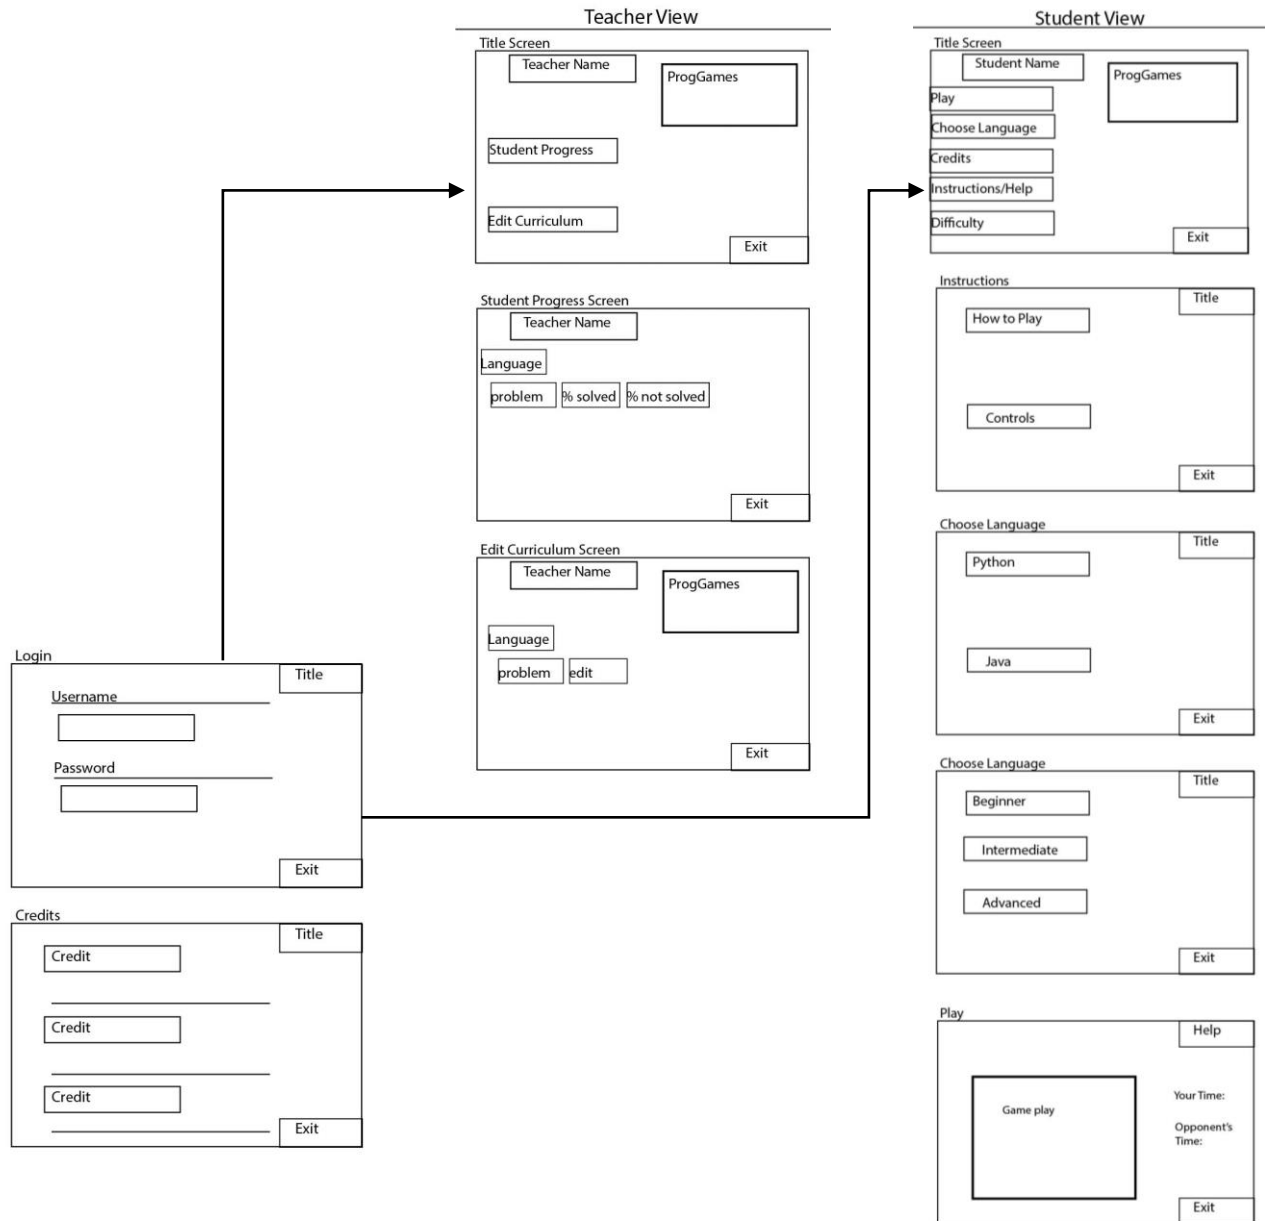 Teacher View
Title Screen
Teacher Name
ProgGames
Student Progress
Edit Curriculum
Exit
Student Progress Screen
Teacher Name
Language
problem % solved % not solved
Exit
Edit Curriculum Screen
Teacher Name
ProgGames
Language
problem edit
Exit
Student View
Title Screen
Student Name
ProgGames
Play
Choose Language
Credits
Instructions/Help
Difficulty
Exit
Instructions
Title
How to Play
Controls
Exit
Choose Language
Title
Python
Java
Exit
Choose Language
Title
Beginner
Intermediate
Advanced
Exit
Play
Help
Game play
Your Time:
Opponent's
Time:
Exit
Login
Title
Username
Password
Exit
Credits
Title
Credit
Credit
Credit
Exit